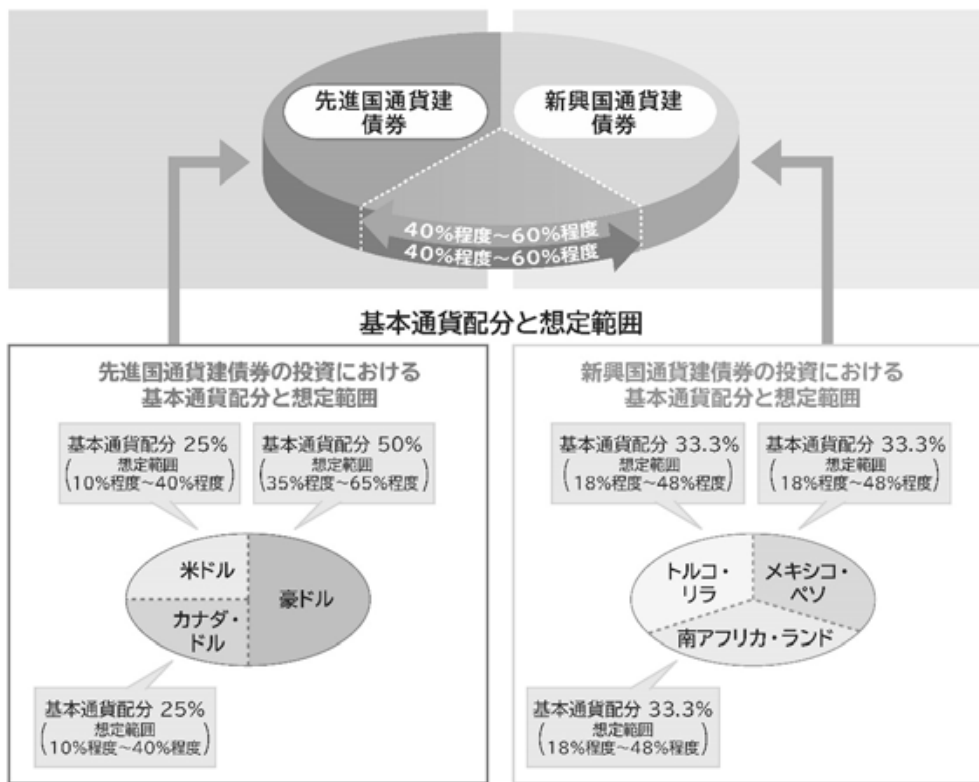 先進国通貨建
債券
新興国通貨建
債券
40%程度～60%程度
40%程度～60%程度
基本通貨配分と想定範囲
先進国通貨建債券の投資における
基本通貨配分と想定範囲
基本通貨配分 25%
想定範囲
(10%程度～40%程度)
基本通貨配分 50%
想定範囲
(35%程度～65%程度)
米ドル
豪ドル
カナダ・
ドル
基本通貨配分 25%
想定範囲
(10%程度～40%程度)
新興国通貨建債券の投資における
基本通貨配分と想定範囲
基本通貨配分 33.3%
想定範囲
(18%程度～48%程度)
基本通貨配分 33.3%
想定範囲
(18%程度～48%程度)
トルコ・
リラ
メキシコ・
ペソ
南アフリカ・ランド
基本通貨配分 33.3%
想定範囲
(18%程度～48%程度)